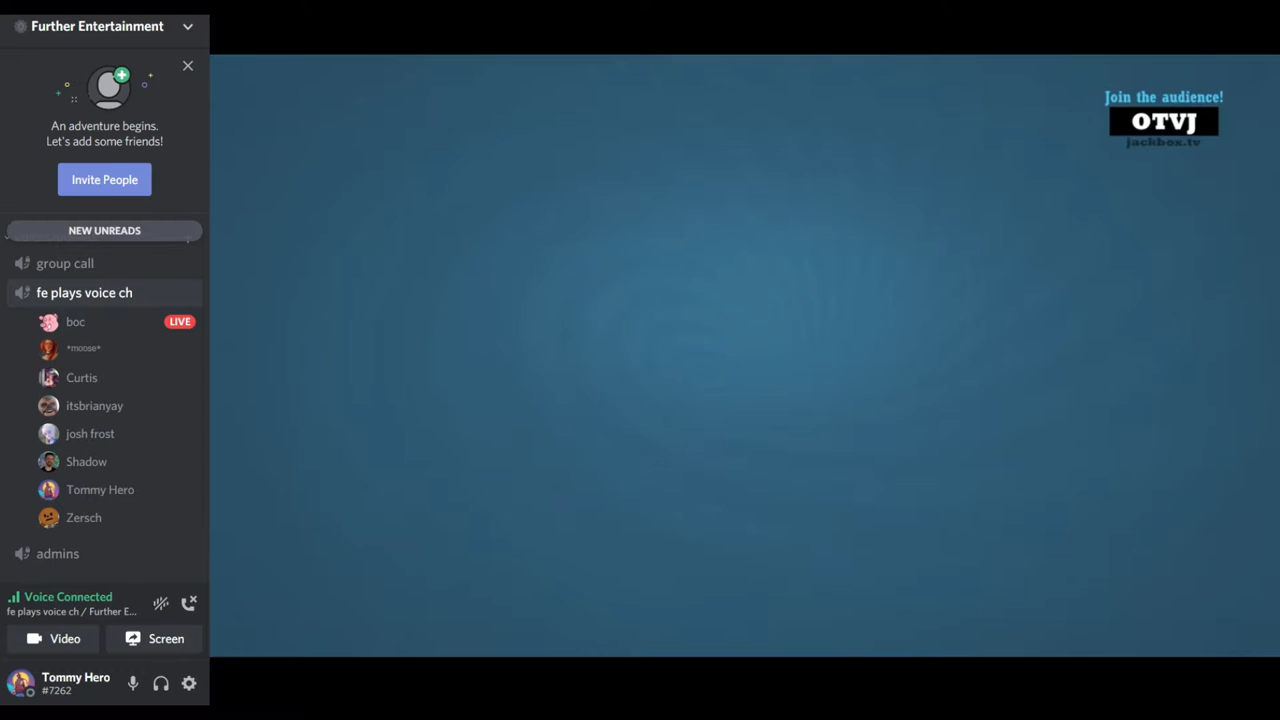 Further Entertainment
An adventure begins.
Let's add some friends!
Invite People
NEW UNREADS
group call
fe plays voice ch
boc LIVE
*moose*
Curtis
itsbrianyay
josh frost
Shadow
Tommy Hero
Zersch
admins
Voice Connected
fe plays voice ch / Further E...
Video Screen
Tommy Hero
#7262
Join the audience!
OTVJ
jackbox.tv